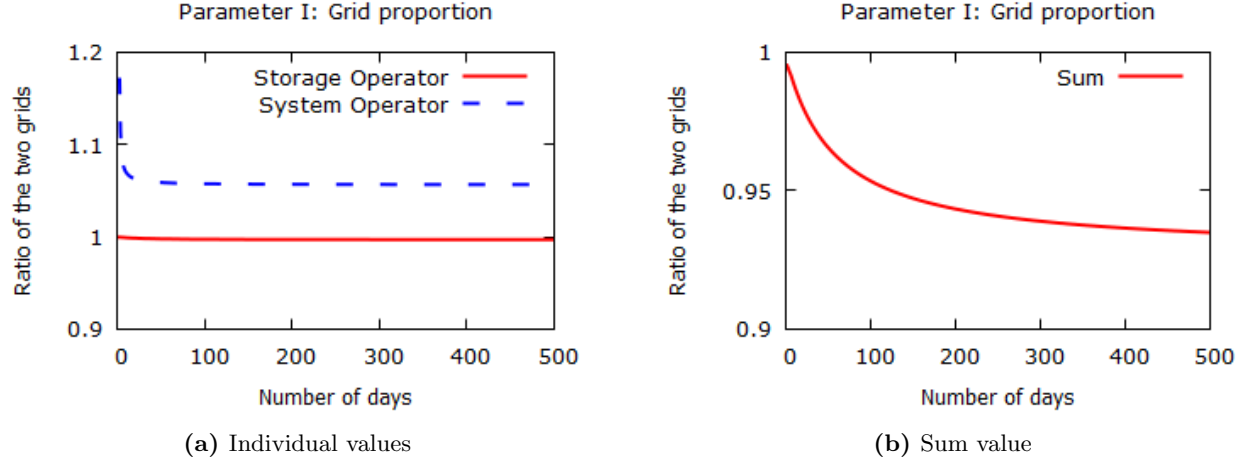 Parameter I: Grid proportion
Ratio of the two grids
1.2
1.1
1
0.9
Storage Operator
System Operator
0 100 200 300 400 500
Number of days
(a) Individual values
Parameter I: Grid proportion
Ratio of the two grids
1
0.95
0.9
Sum
0 100 200 300 400 500
Number of days
(b) Sum value